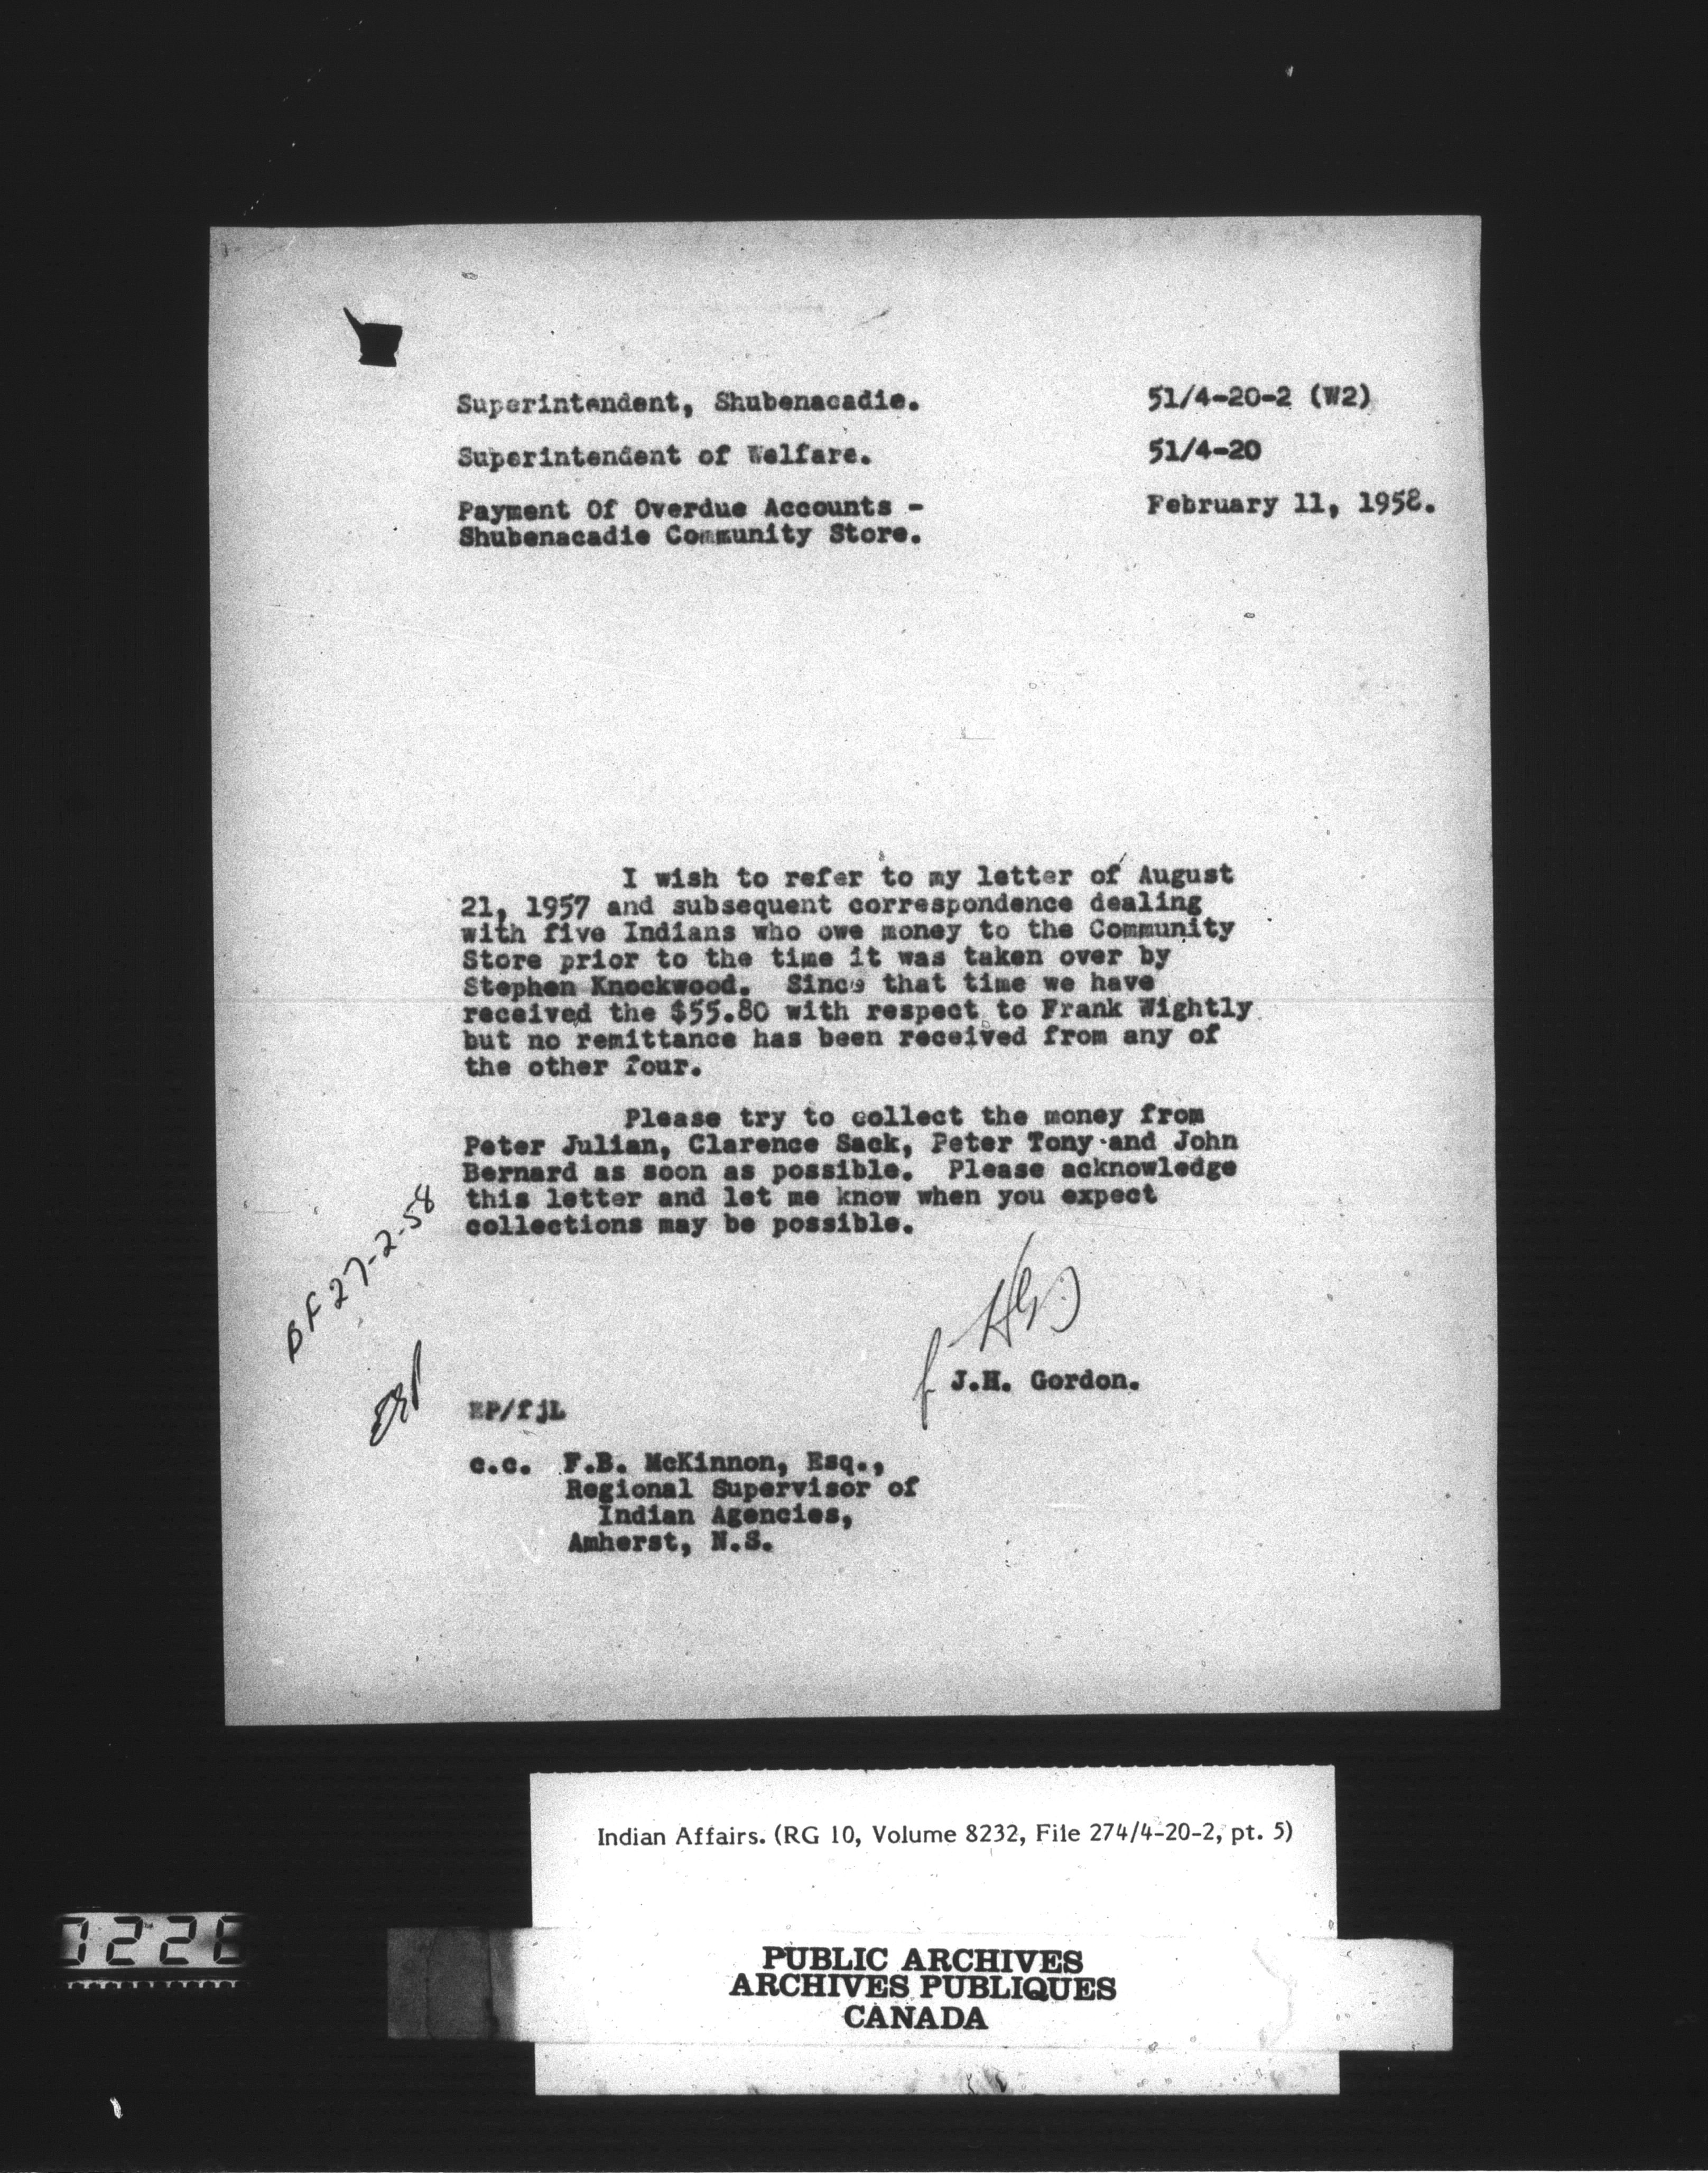 Superintendent, Shubenacadie. 51/4-20-2 (W2)
Superintendent of Welfare. 51/4-20
Payment Of Overdue Accounts - February 11, 1958.
Shubenacadie Community Store.
I wish to refer to my letter of August
21, 1957 and subsequent correspondence dealing
with five Indians who owe money to the Community
Store prior to the time it was taken over by
Stephen Knockwood. Since that time we have
received the $55.80 with respect to Frank Wightly
but no remittance has been received from any of
the other four.
Please try to collect the money from
Peter Julian, Clarence Sack, Peter Tony and John
Bernard as soon as possible. Please acknowledge
this letter and let me know when you expect
collections may be possible.
BF 27-2-58
J.H. Gordon.
EP/fjL
c.c. F.B. McKinnon, Esq.,
Regional Supervisor of
Indian Agencies,
Amherst, N.S.
Indian Affairs. (RG 10, Volume 8232, File 274/4-20-2, pt. 5)
PUBLIC ARCHIVES
ARCHIVES PUBLIQUES
CANADA